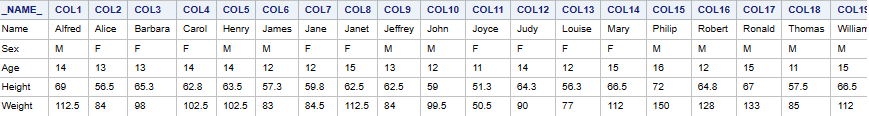 _NAME_ COL1 COL2 COL3 COL4 COL5 COL6 COL7 COL8 COL9 COL10 COL11 COL12 COL13 COL14 COL15 COL16 COL17 COL18 COL19
Name Alfred Alice Barbara Carol Henry James Jane Janet Jeffrey John Joyce Judy Louise Mary Philip Robert Ronald Thomas William
Sex M F F F M M F F M M F F F F M M M M M
Age 14 13 13 14 14 12 12 15 13 12 11 14 12 15 16 12 15 11 15
Height 69 56.5 65.3 62.8 63.5 57.3 59.8 62.5 62.5 59 51.3 64.3 56.3 66.5 72 64.8 67 57.5 66.5
Weight 112.5 84 98 102.5 102.5 83 84.5 112.5 84 99.5 50.5 90 77 112 150 128 133 85 112